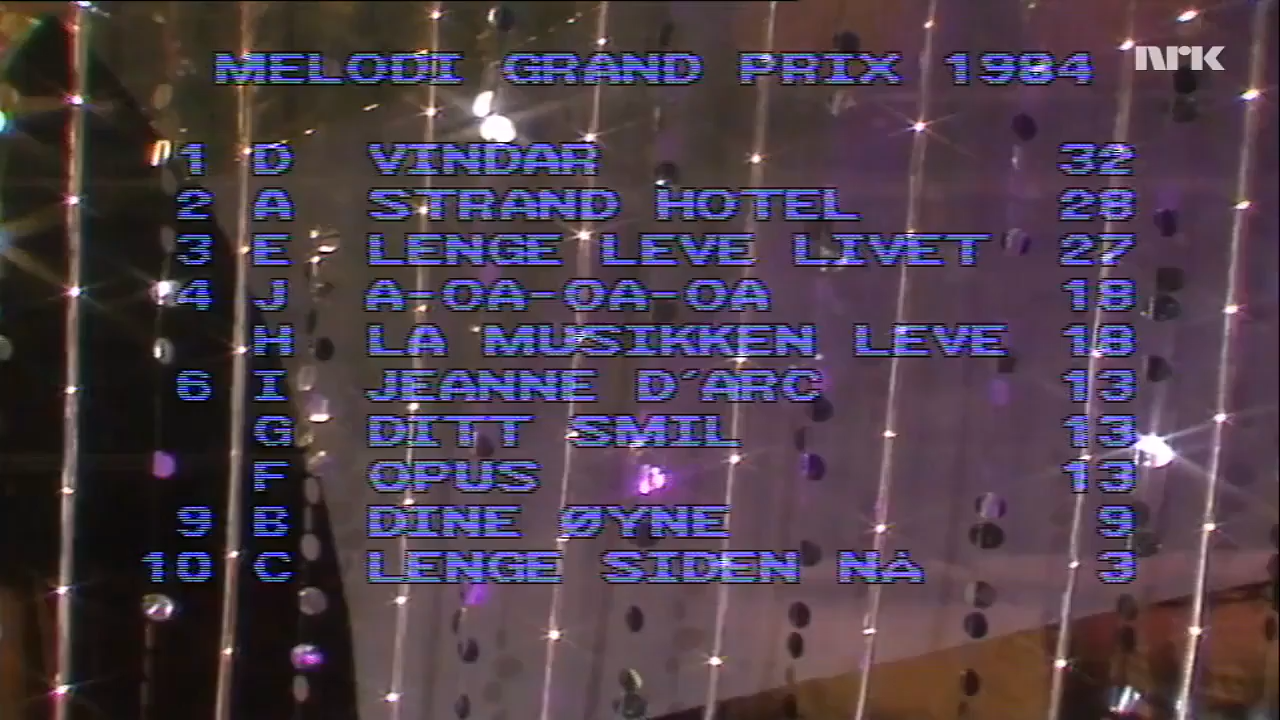 MELODI GRAND PRIX 1984
nrk
1 D VINDAR 32
2 A STRAND HOTEL 28
3 E LENGE LEVE LIVET 27
4 J A-OA-OA-OA 18
H LA MUSIKKEN LEVE 18
6 I JEANNE D´ARC 13
G DITT SMIL 13
F OPUS 13
9 B DINE ØYNE 9
10 C LENGE SIDEN NA 3